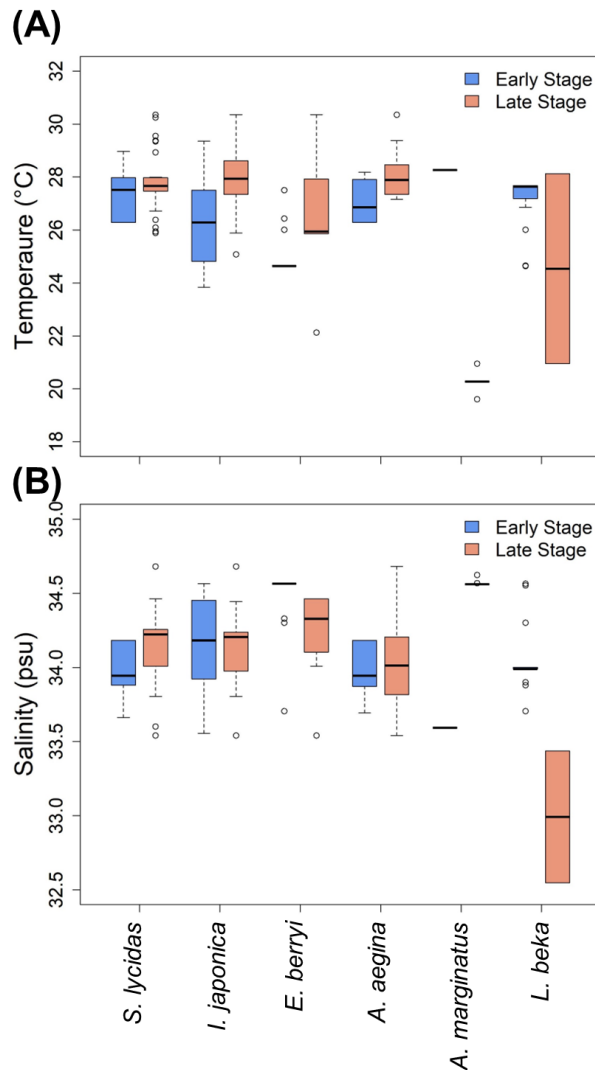 (A)
Temperaure (°C)
32
30
28
26
24
22
20
18
Early Stage
Late Stage
(B)
Salinity (psu)
35.0
34.5
34.0
33.5
33.0
32.5
Early Stage
Late Stage
S. lycidas
I. japonica
E. berryi
A. aegina
A. marginatus
L. beka